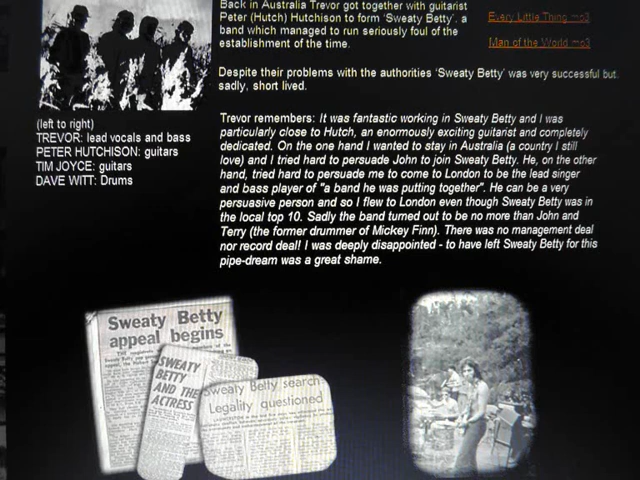 Back in Australia Trevor got together with guitarist
Peter (Hutch) Hutchison to form 'Sweaty Betty'. a
band which managed to run seriously foul of the
establishment of the time.
Every Little Thing mp3
Man of the World mp3
Despite their problems with the authorities 'Sweaty Betty' was very successful but,
sadly, short lived.
(left to right)
TREVOR: lead vocals and bass
PETER HUTCHISON: guitars
TIM JOYCE: guitars
DAVE WITT: Drums
Trevor remembers: It was fantastic working in Sweaty Betty and I was
particularly close to Hutch, an enormously exciting guitarist and completely
dedicated. On the one hand I wanted to stay in Australia (a country I still
love) and I tried hard to persuade John to join Sweaty Betty. He, on the other
hand, tried hard to persuade me to come to London to be the lead singer
and bass player of "a band he was putting together". He can be a very
persuasive person and so I flew to London even though Sweaty Betty was in
the local top 10. Sadly the band turned out to be no more than John and
Terry (the former drummer of Mickey Finn). There was no management deal
nor record deal! I was deeply disappointed - to have left Sweaty Betty for this
pipe-dream was a great shame.
Sweaty Betty
appeal begins
SWEATY
BETTY
AND THE
ACTRESS
Sweaty Betty search
Legality questioned